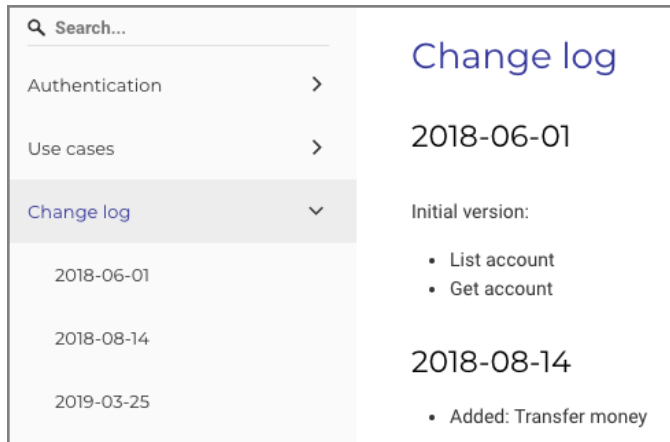 Search...
Authentication
Use cases
Change log
2018-06-01
2018-08-14
2019-03-25
Change log
2018-06-01
Initial version:
• List account
• Get account
2018-08-14
• Added: Transfer money